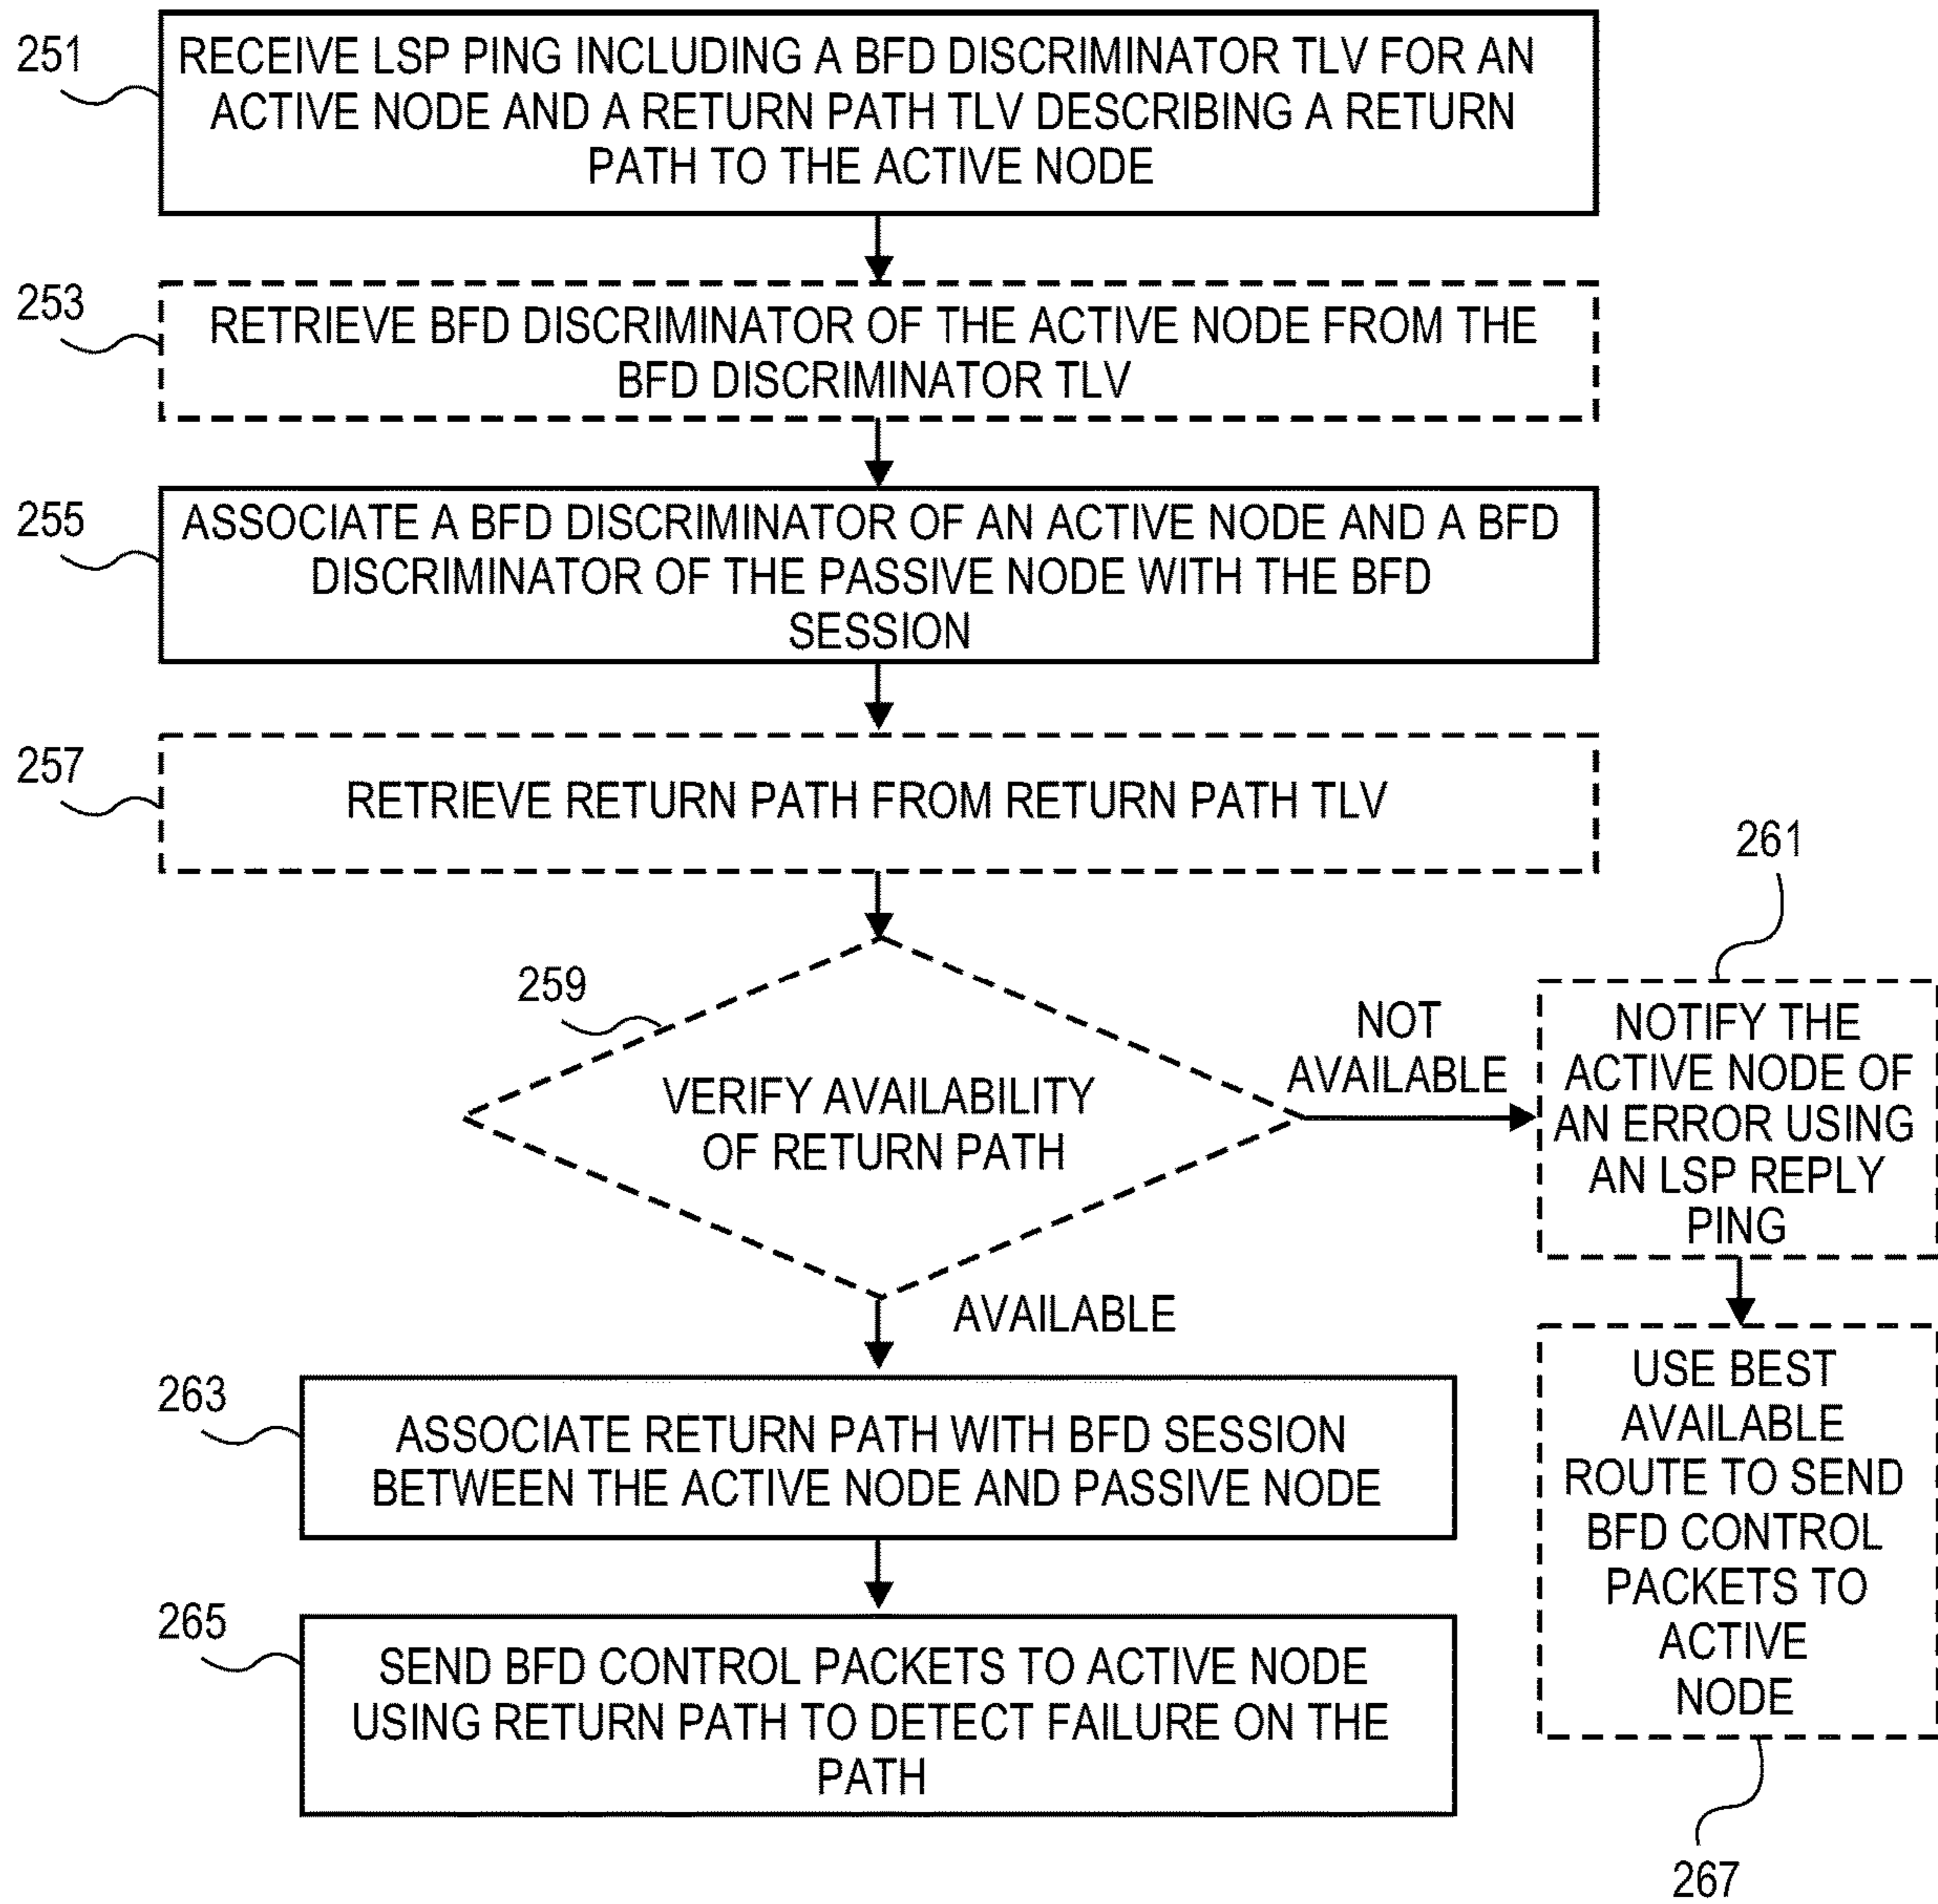 251
RECEIVE LSP PING INCLUDING A BFD DISCRIMINATOR TLV FOR AN
ACTIVE NODE AND A RETURN PATH TLV DESCRIBING A RETURN
PATH TO THE ACTIVE NODE
253
RETRIEVE BFD DISCRIMINATOR OF THE ACTIVE NODE FROM THE
BFD DISCRIMINATOR TLV
255
ASSOCIATE A BFD DISCRIMINATOR OF AN ACTIVE NODE AND A BFD
DISCRIMINATOR OF THE PASSIVE NODE WITH THE BFD
SESSION
257
RETRIEVE RETURN PATH FROM RETURN PATH TLV
259
VERIFY AVAILABILITY
OF RETURN PATH
NOT
AVAILABLE
261
NOTIFY THE
ACTIVE NODE OF
AN ERROR USING
AN LSP REPLY
PING
AVAILABLE
263
ASSOCIATE RETURN PATH WITH BFD SESSION
BETWEEN THE ACTIVE NODE AND PASSIVE NODE
265
SEND BFD CONTROL PACKETS TO ACTIVE NODE
USING RETURN PATH TO DETECT FAILURE ON THE
PATH
USE BEST
AVAILABLE
ROUTE TO SEND
BFD CONTROL
PACKETS TO
ACTIVE
NODE
267